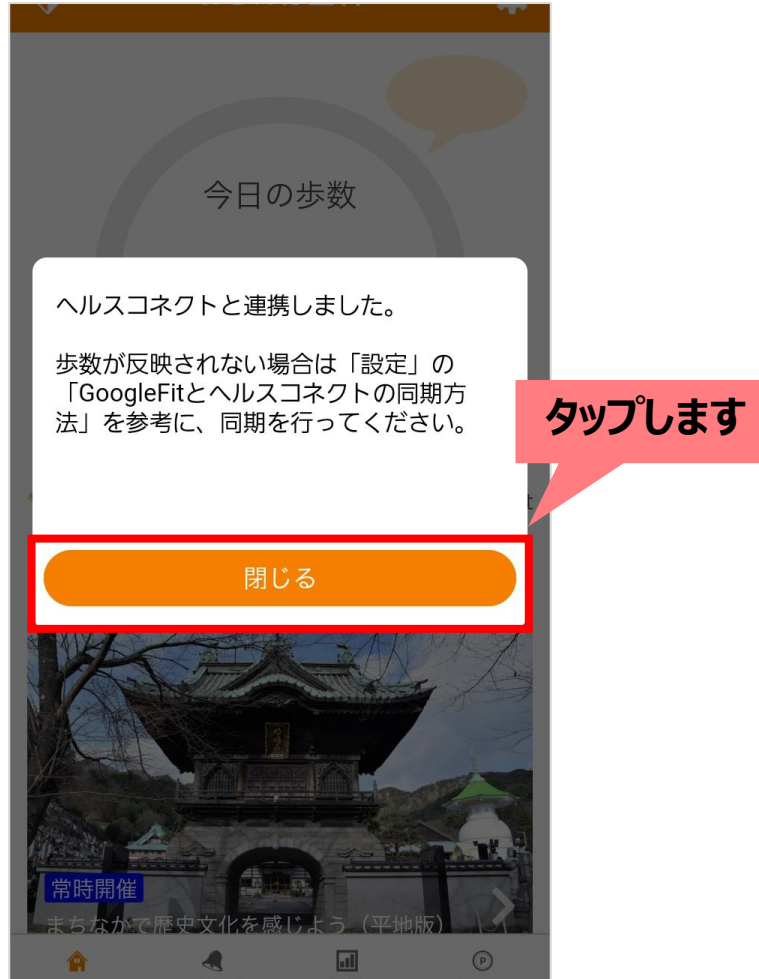 今日の歩数
ヘルスコネクトと連携しました。
歩数が反映されない場合は「設定」の
「GoogleFitとヘルスコネクトの同期方
法」を参考に、同期を行ってください。
タップします
t
閉じる
常時開催
まちなかで歴史文化を感じよう（平地版）
P